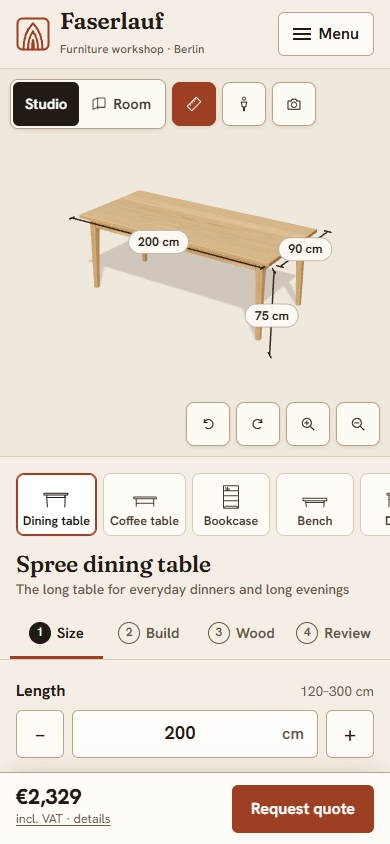 Faserlauf
Furniture workshop · Berlin
Menu
Studio
Room
200 cm
90 cm
75 cm
Dining table
Coffee table
Bookcase
Bench
Spree dining table
The long table for everyday dinners and long evenings
1 Size
2 Build
3 Wood
4 Review
Length
120–300 cm
− 200 cm +
€2,329
incl. VAT · details
Request quote